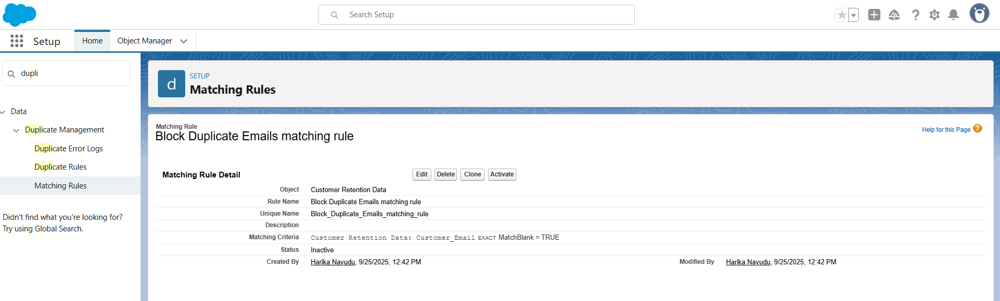 Search Setup
Setup
Home
Object Manager
dupli
Data
Duplicate Management
Duplicate Error Logs
Duplicate Rules
Matching Rules
Didn't find what you're looking for?
Try using Global Search.
d
SETUP
Matching Rules
Matching Rule
Block Duplicate Emails matching rule
Help for this Page ?
Matching Rule Detail Edit Delete Clone Activate
Object Customer Retention Data
Rule Name Block Duplicate Emails matching rule
Unique Name Block_Duplicate_Emails_matching_rule
Description
Matching Criteria Customer Retention Data: Customer_Email EXACT MatchBlank = TRUE
Status Inactive
Created By Harika Nayudu, 9/25/2025, 12:42 PM Modified By Harika Nayudu, 9/25/2025, 12:42 PM